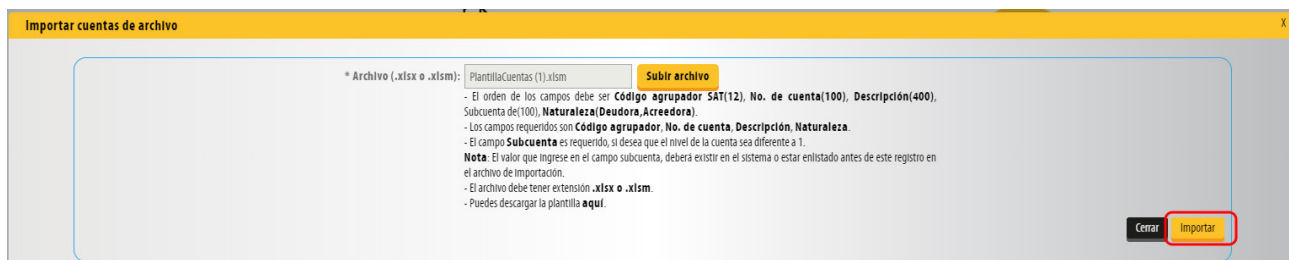 Importar cuentas de archivo
X
* Archivo (.xlsx o .xlsm): PlantillaCuentas (1).xlsm Subir archivo
- El orden de los campos debe ser Código agrupador SAT(12), No. de cuenta(100), Descripción(400),
Subcuenta de(100), Naturaleza(Deudora,Acreedora).
- Los campos requeridos son Código agrupador, No. de cuenta, Descripción, Naturaleza.
- El campo Subcuenta es requerido, si desea que el nivel de la cuenta sea diferente a 1.
Nota: El valor que ingrese en el campo subcuenta, deberá existir en el sistema o estar enlistado antes de este registro en
el archivo de importación.
- El archivo debe tener extensión .xlsx o .xlsm.
- Puedes descargar la plantilla aquí.
Cerrar Importar